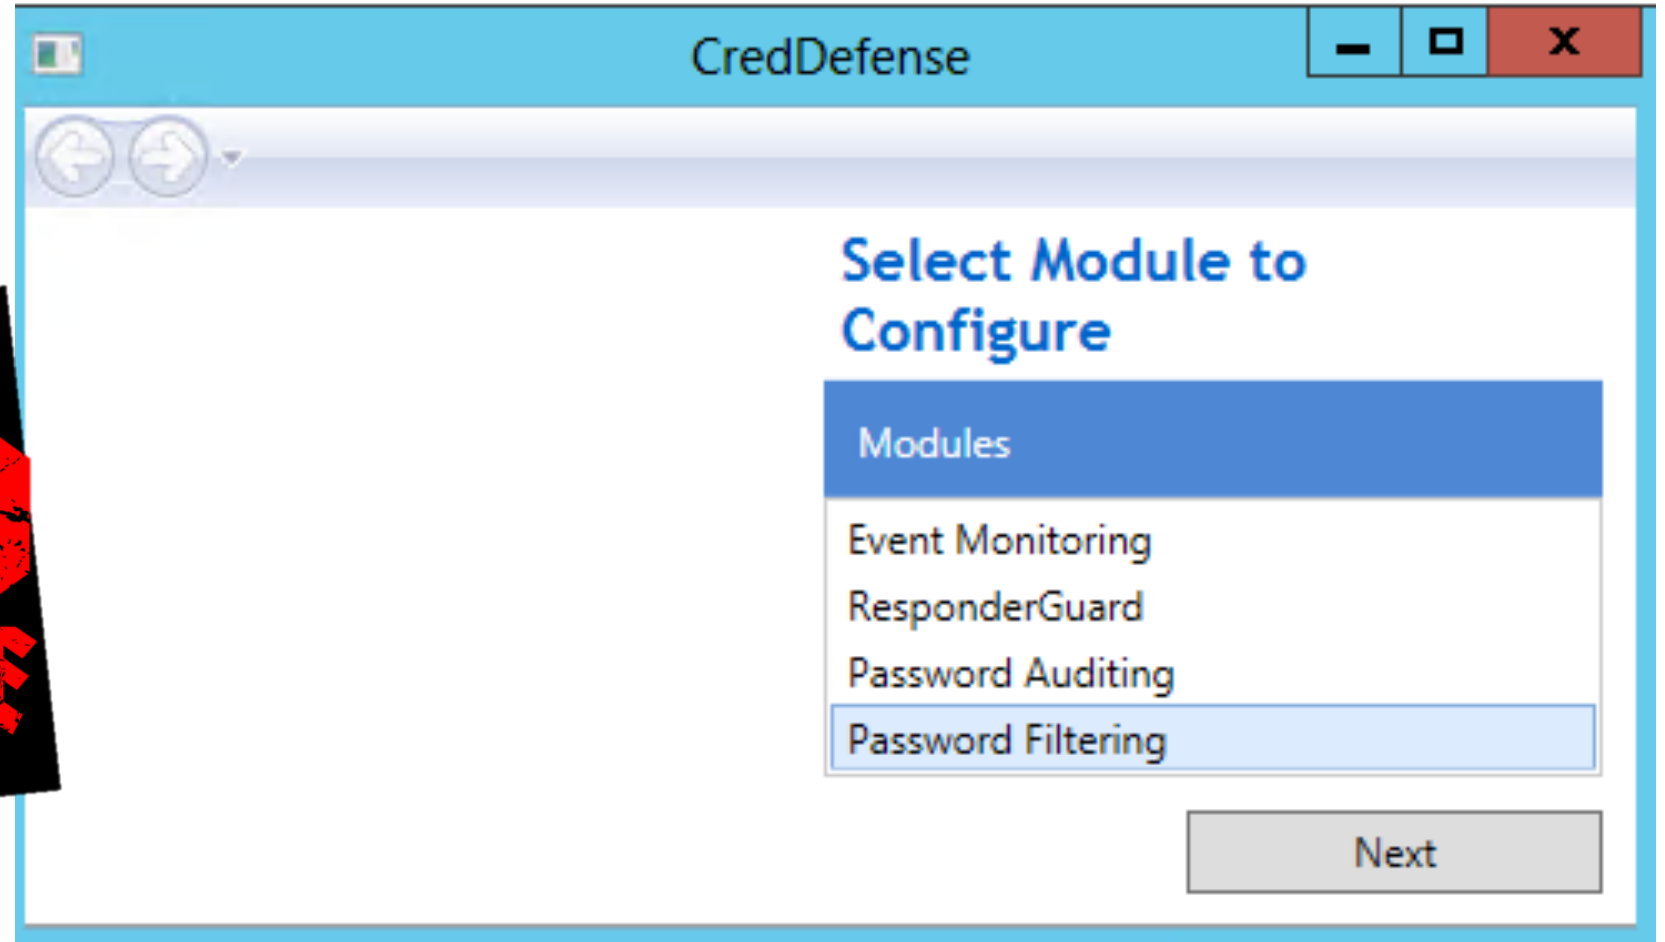 CredDefense
Select Module to
Configure
Modules
Event Monitoring
ResponderGuard
Password Auditing
Password Filtering
Next